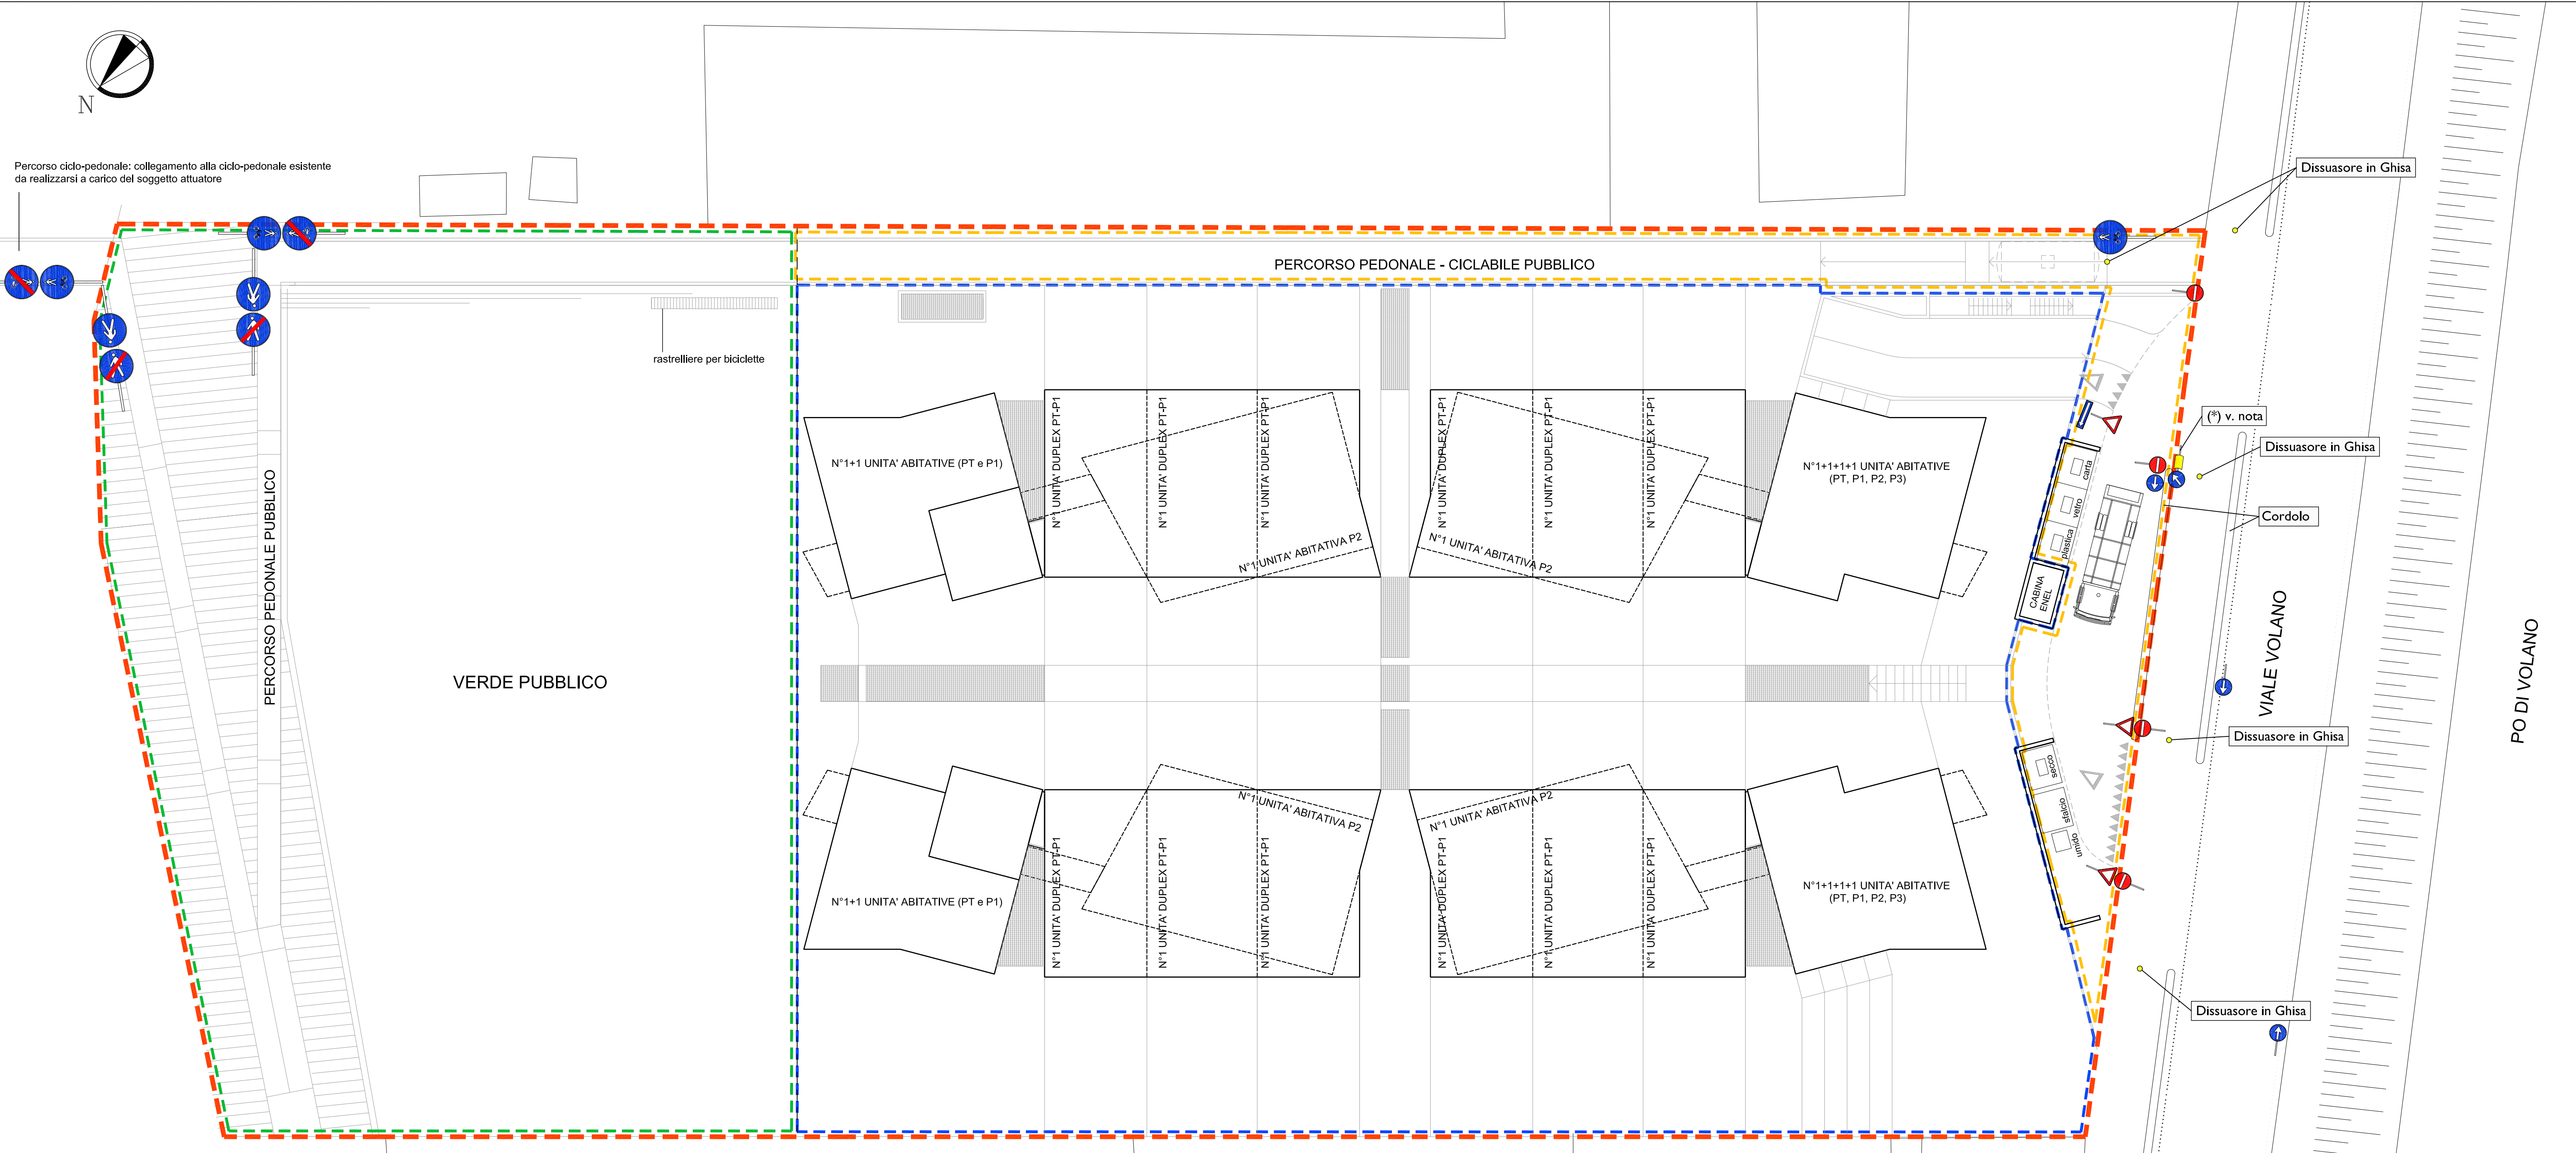 N
Percorso ciclo-pedonale: collegamento alla ciclo-pedonale esistente
da realizzarsi a carico del soggetto attuatore
Dissuasore in Ghisa
PERCORSO PEDONALE - CICLABILE PUBBLICO
rastrelliere per biciclette
(*) v. nota
Dissuasore in Ghisa
Cordolo
N°1+1 UNITA' ABITATIVE (PT e P1)
N°1 UNITA' DUPLEX PT-P1
N°1 UNITA' DUPLEX PT-P1
N°1 UNITA' DUPLEX PT-P1
N°1 UNITA' ABITATIVA P2
N°1 UNITA' DUPLEX PT-P1
N°1 UNITA' DUPLEX PT-P1
N°1 UNITA' DUPLEX PT-P1
N°1 UNITA' ABITATIVA P2
N°1+1+1+1 UNITA' ABITATIVE
(PT, P1, P2, P3)
carta
vetro
plastica
CABINA
ENEL
PERCORSO PEDONALE PUBBLICO
VERDE PUBBLICO
VIALE VOLANO
PO DI VOLANO
Dissuasore in Ghisa
secco
sfalcio
umido
N°1+1 UNITA' ABITATIVE (PT e P1)
N°1 UNITA' DUPLEX PT-P1
N°1 UNITA' DUPLEX PT-P1
N°1 UNITA' DUPLEX PT-P1
N°1 UNITA' ABITATIVA P2
N°1 UNITA' DUPLEX PT-P1
N°1 UNITA' DUPLEX PT-P1
N°1 UNITA' DUPLEX PT-P1
N°1 UNITA' ABITATIVA P2
N°1+1+1+1 UNITA' ABITATIVE
(PT, P1, P2, P3)
Dissuasore in Ghisa